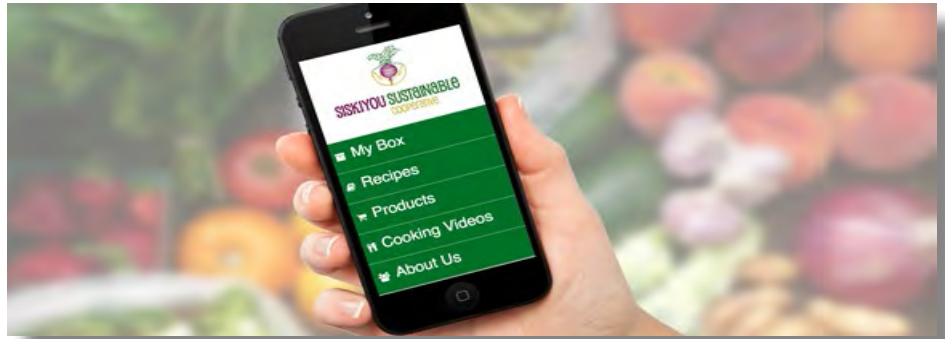 SISKIYOU SUSTAINABLE
COOPERATIVE
My Box
Recipes
Products
Cooking Videos
About Us